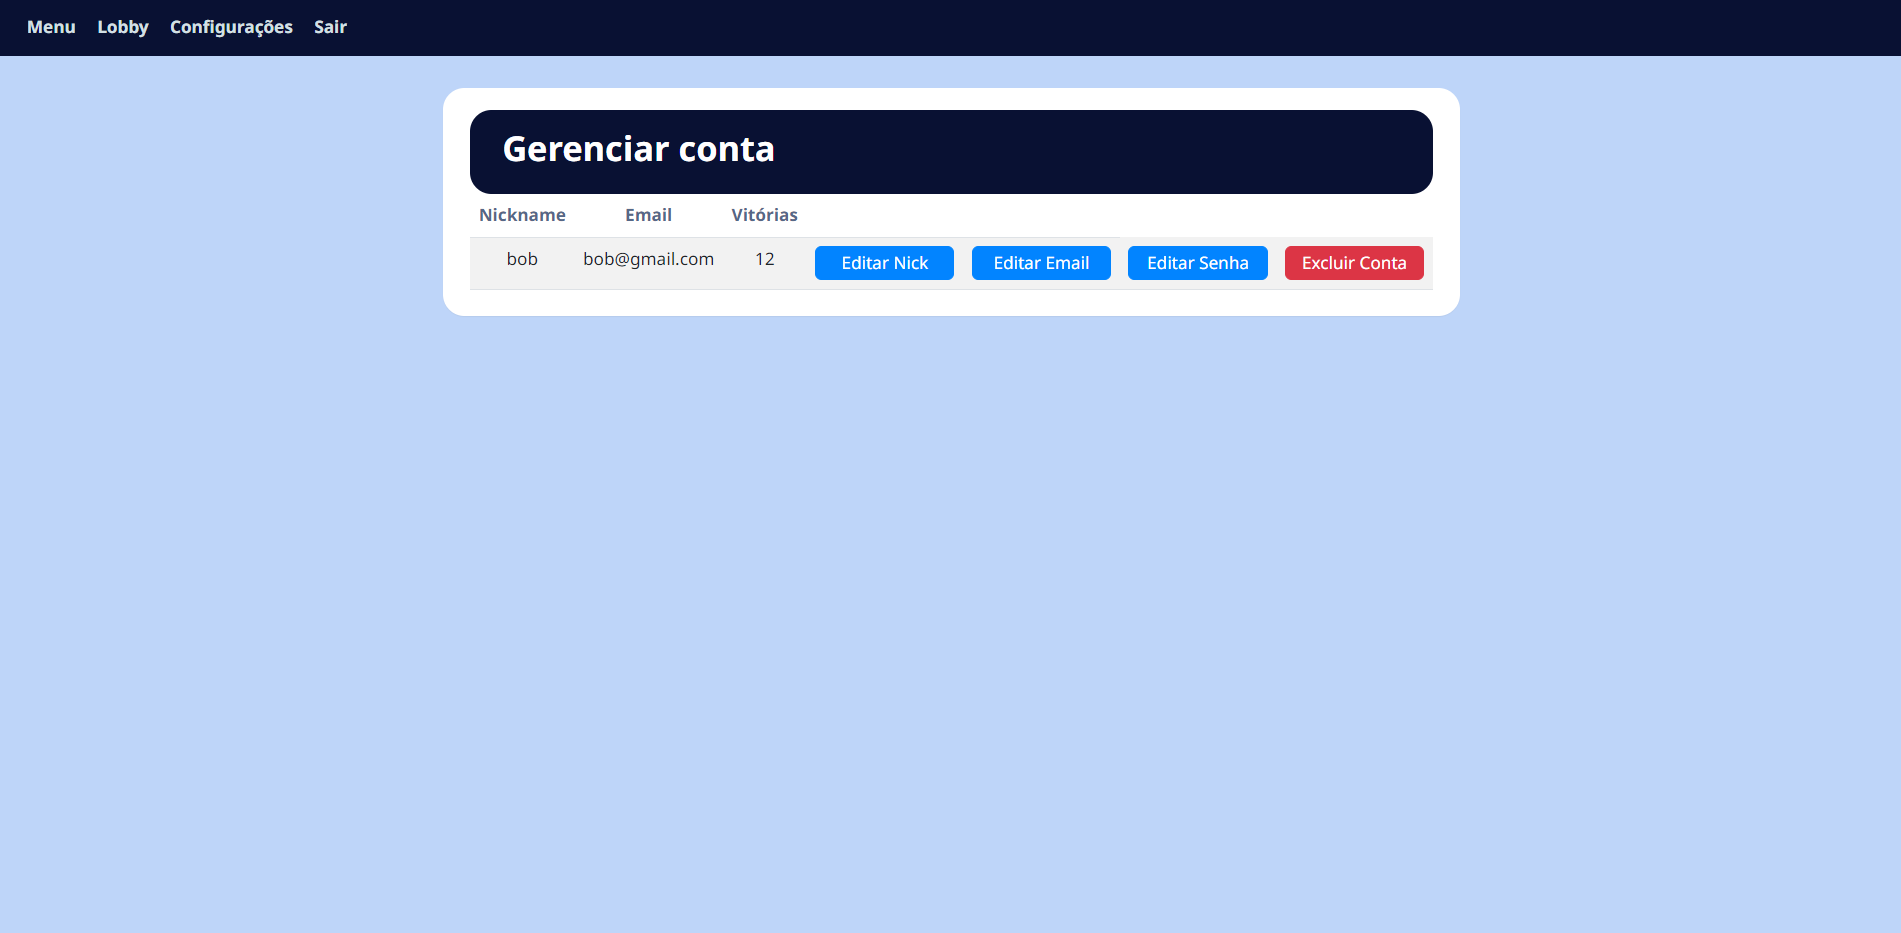 Menu Lobby Configurações Sair
Gerenciar conta
Nickname Email Vitórias
bob bob@gmail.com 12 Editar Nick Editar Email Editar Senha Excluir Conta